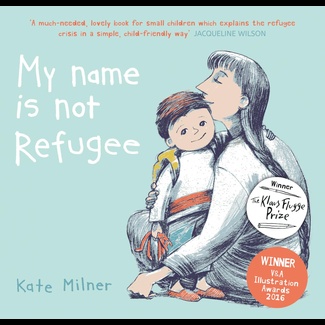 'A much-needed, lovely book for small children which explains the refugee
crisis in a simple, child-friendly way' JACQUELINE WILSON
My name
is not
Refugee
Winner
The Klaus Flugge
Prize
WINNER
V&A
Illustration
Awards
2016
Kate Milner